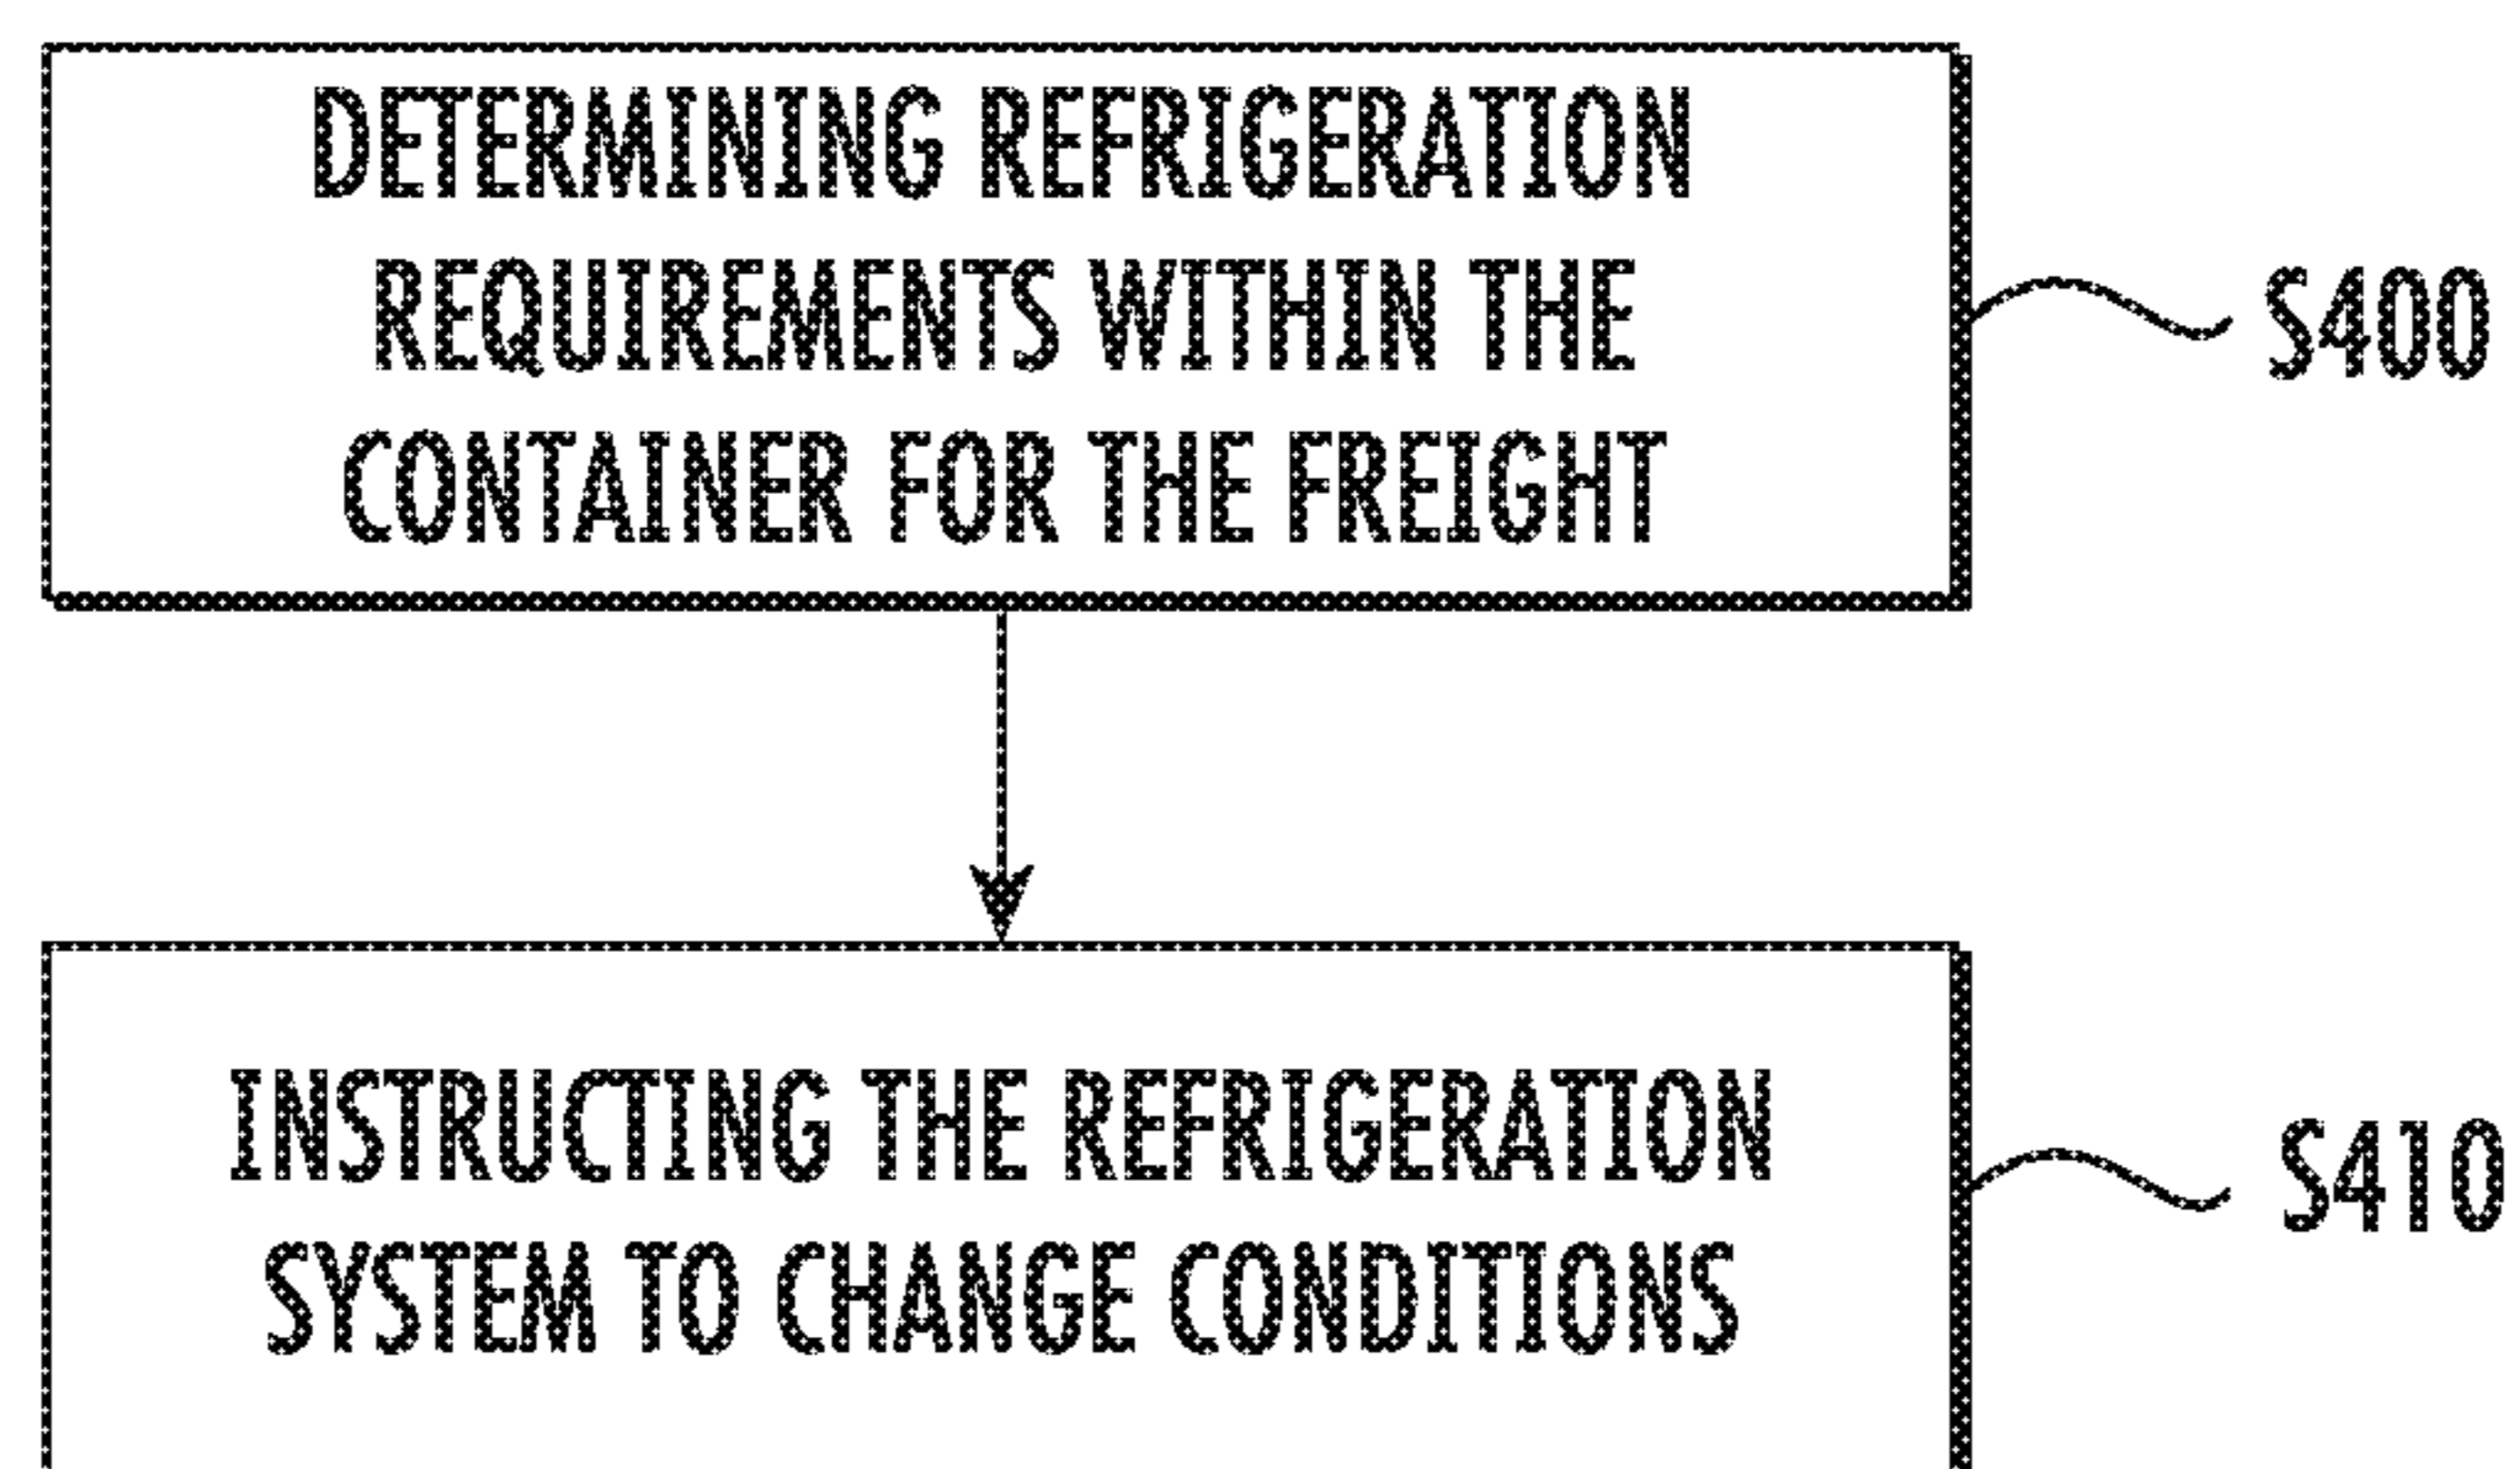 DETERMINING REFRIGERATION
REQUIREMENTS WITHIN THE
CONTAINER FOR THE FREIGHT
S400
INSTRUCTING THE REFRIGERATION
SYSTEM TO CHANGE CONDITIONS
S410